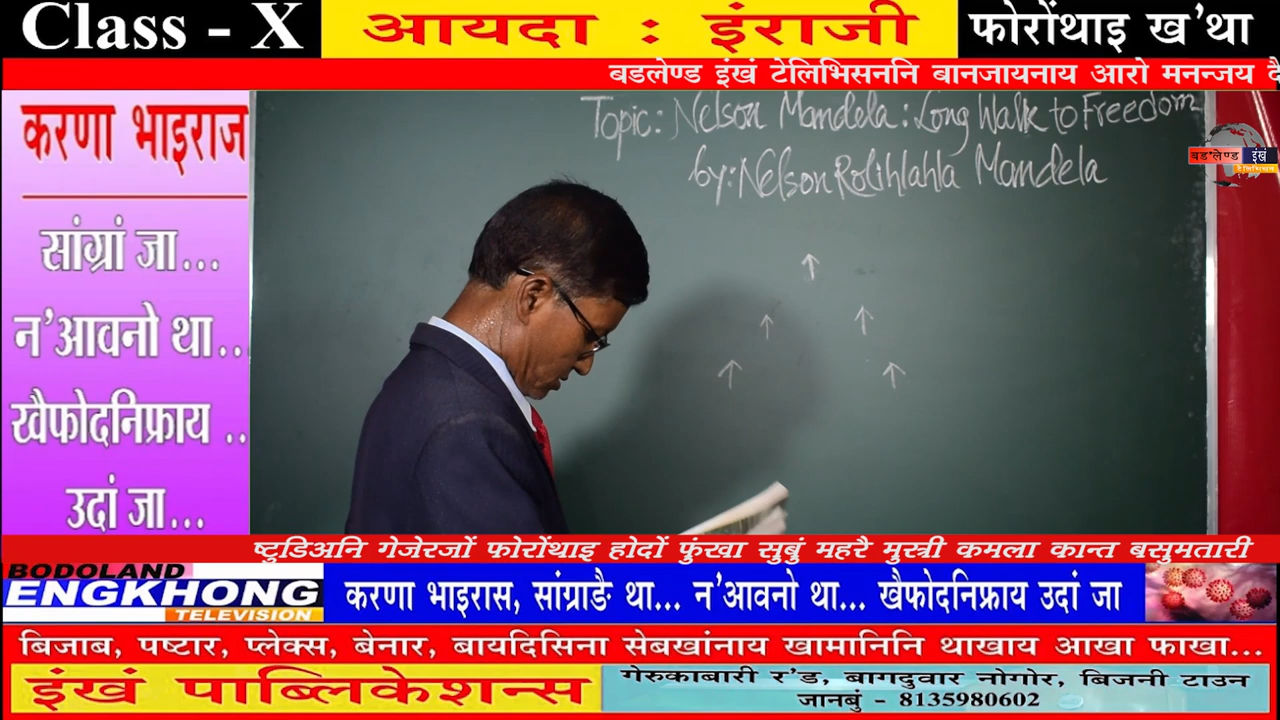 Class - X
आयदा : इंराजी
फोरोंथाइ ख'था
बडलेण्ड इंखं टेलिभिसननि बानजायनाय आरो मनन्जय
करणा भाइराज
सांग्रां जा...
न'आवनो था...
खैफोदनिफ्राय ..
उदां जा...
Topic: Nelson Mandela: Long Walk to Freedom
by: Nelson Rolihlahla Mandela
बड'लेण्ड इंखं
टेलिभिसन
ष्टुडिअनि गेजेरजों फोरोंथाइ होदों फुंखा सुबुं महरै मुस्री कमला कान्त बसुमतारी
BODOLAND
ENGKHONG
TELEVISION
करणा भाइरास, सांग्राङै था... न'आवनो था... खैफोदनिफ्राय उदां जा
बिजाब, पष्टार, प्लेक्स, बेनार, बायदिसिना सेबखांनाय खामानिनि थाखाय आखा फाखा...
इंखं पाब्लिकेशन्स
गेरुकाबारी र'ड, बागदुवार नोगोर, बिजनी टाउन
जानबुं - 8135980602